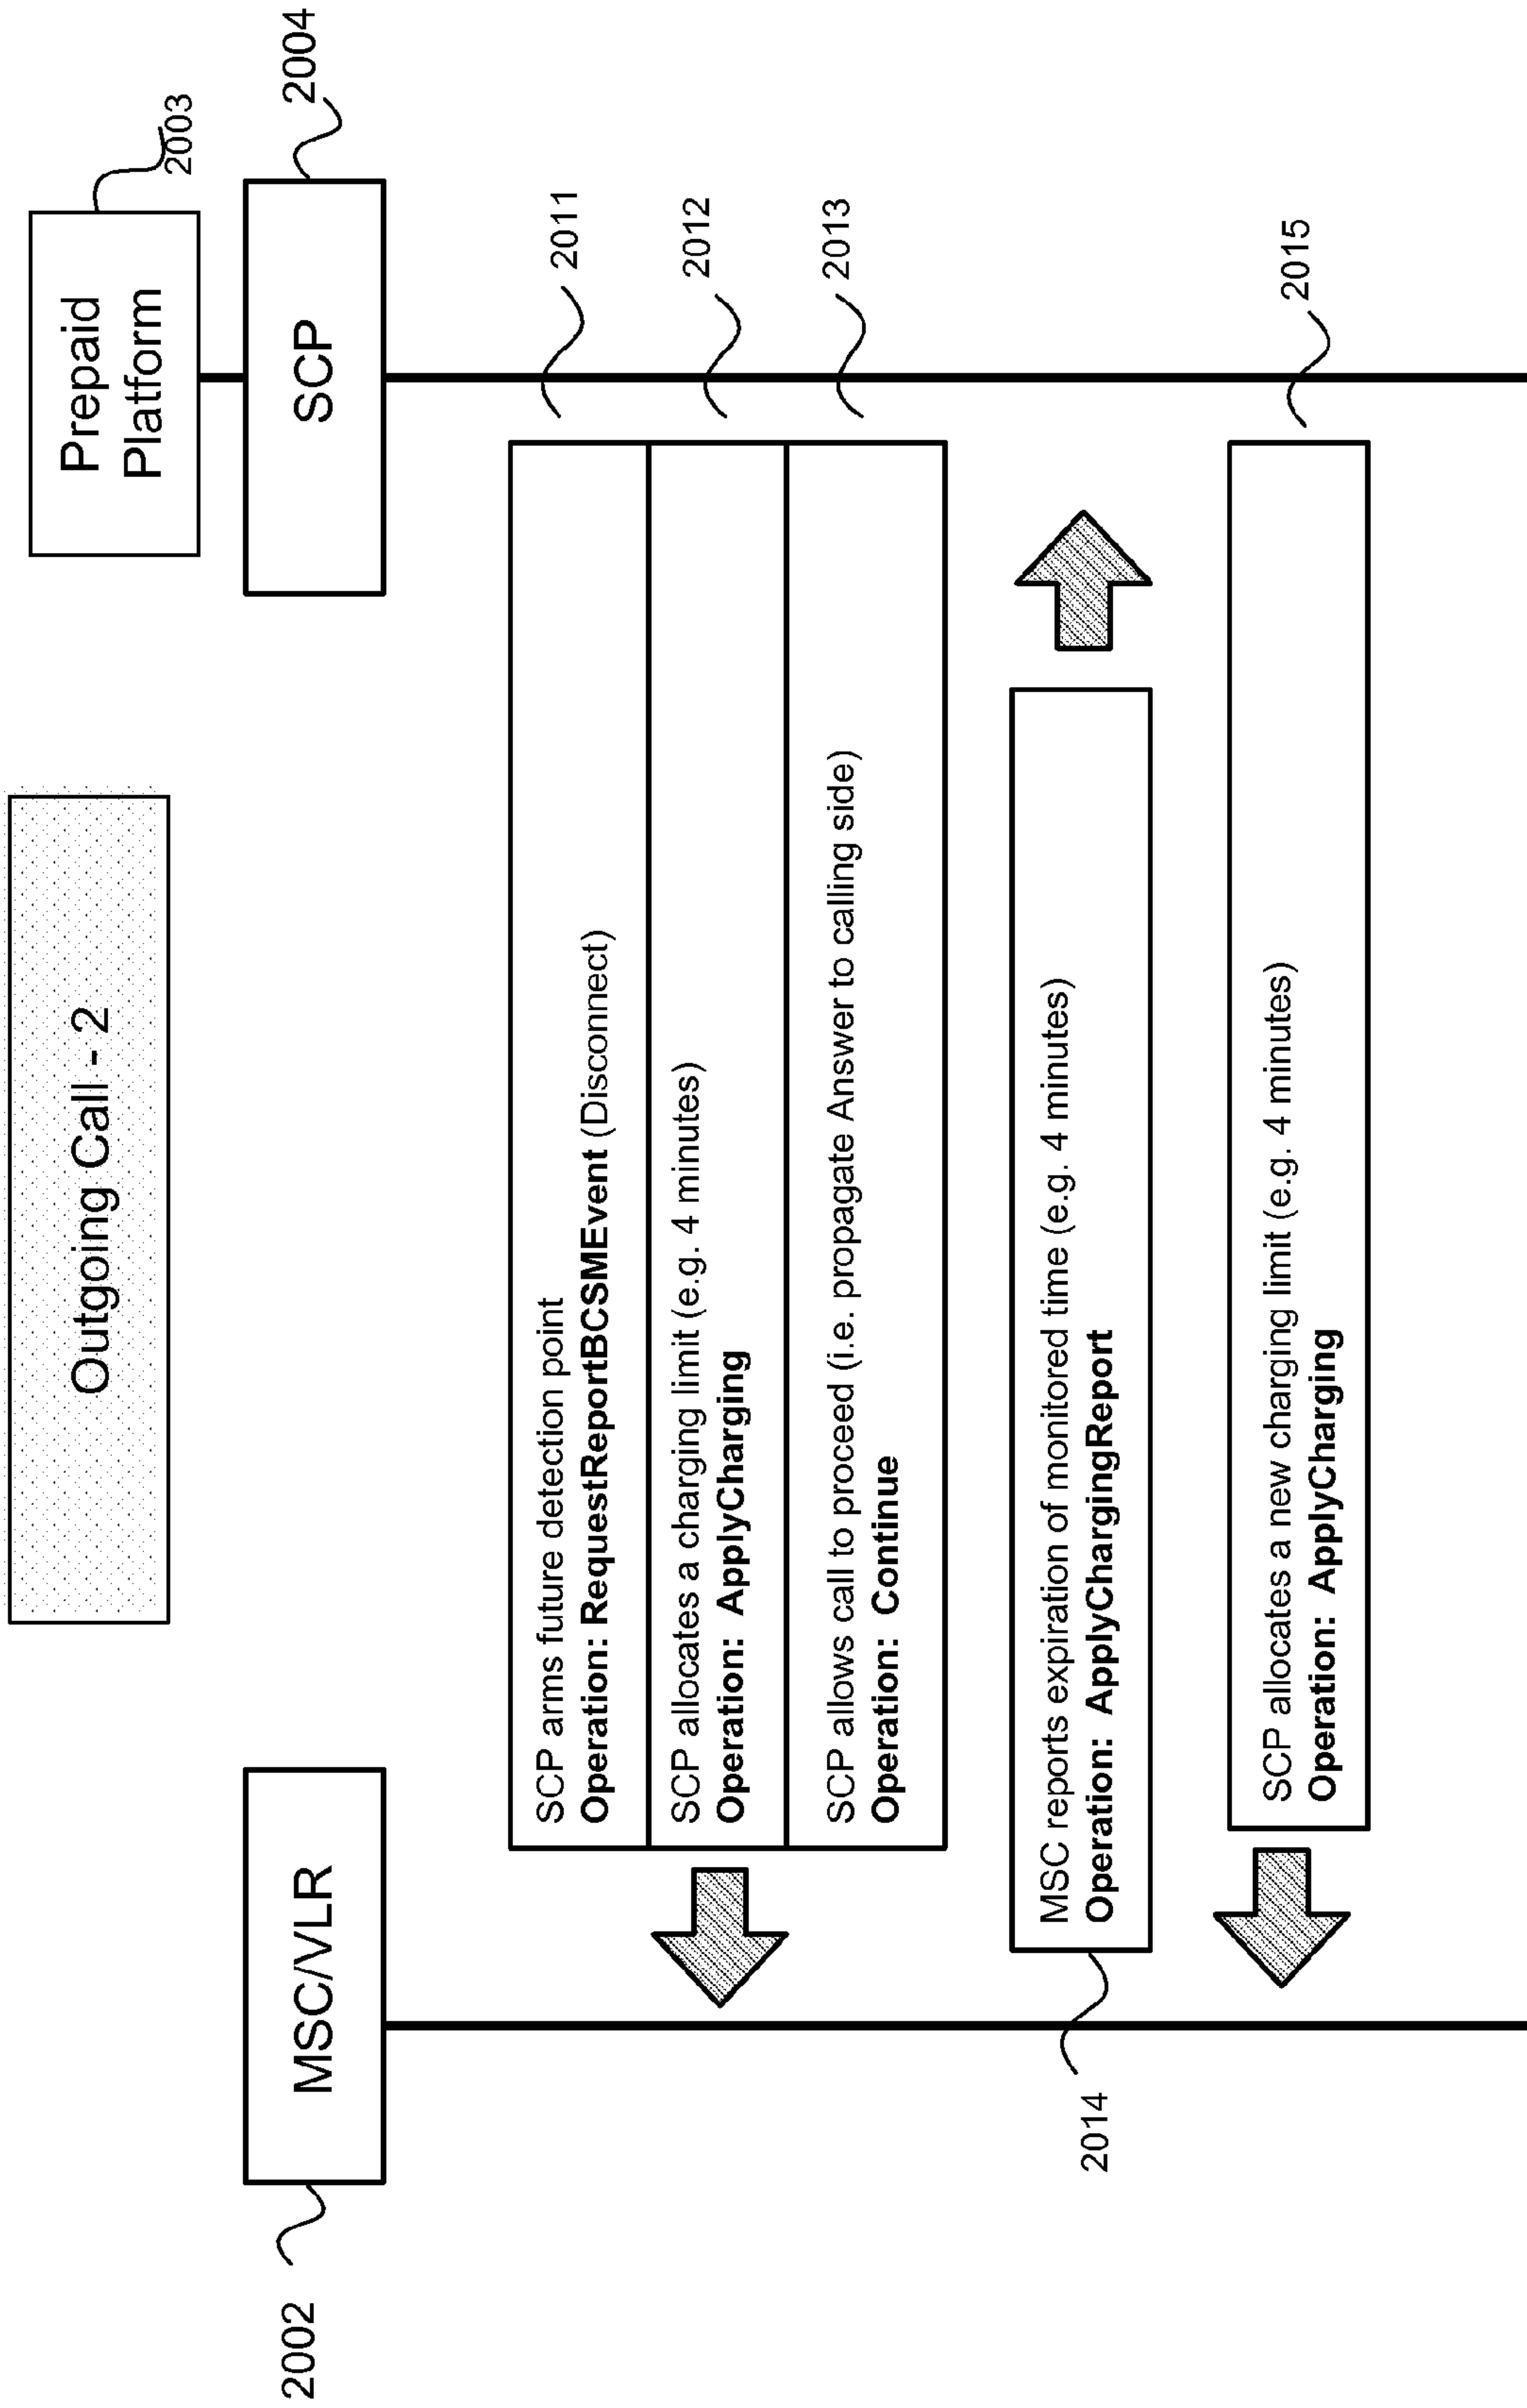 Outgoing Call - 2
Prepaid
Platform
2003
2002
MSC/VLR
SCP
2004
SCP arms future detection point
Operation: RequestReportBCSMEvent (Disconnect)
2011
SCP allocates a charging limit (e.g. 4 minutes)
Operation: ApplyCharging
2012
SCP allows call to proceed (i.e. propagate Answer to calling side)
Operation: Continue
2013
MSC reports expiration of monitored time (e.g. 4 minutes)
Operation: ApplyChargingReport
2014
SCP allocates a new charging limit (e.g. 4 minutes)
Operation: ApplyCharging
2015